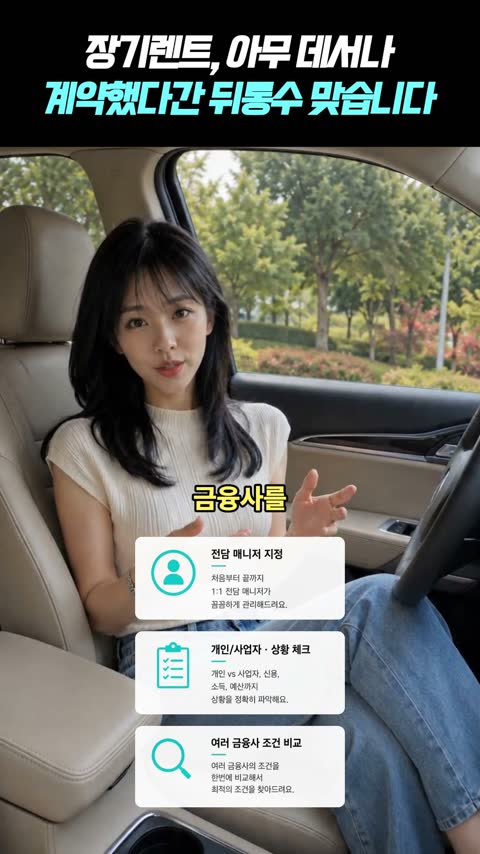 장기렌트, 아무 데서나
계약했다간 뒤통수 맞습니다
금융사를
전담 매니저 지정
처음부터 끝까지
1:1 전담 매니저가
꼼꼼하게 관리해드려요.
개인/사업자 · 상황 체크
개인 vs 사업자, 신용,
소득, 예산까지
상황을 정확히 파악해요.
여러 금융사 조건 비교
여러 금융사의 조건을
한번에 비교해서
최적의 조건을 찾아드려요.